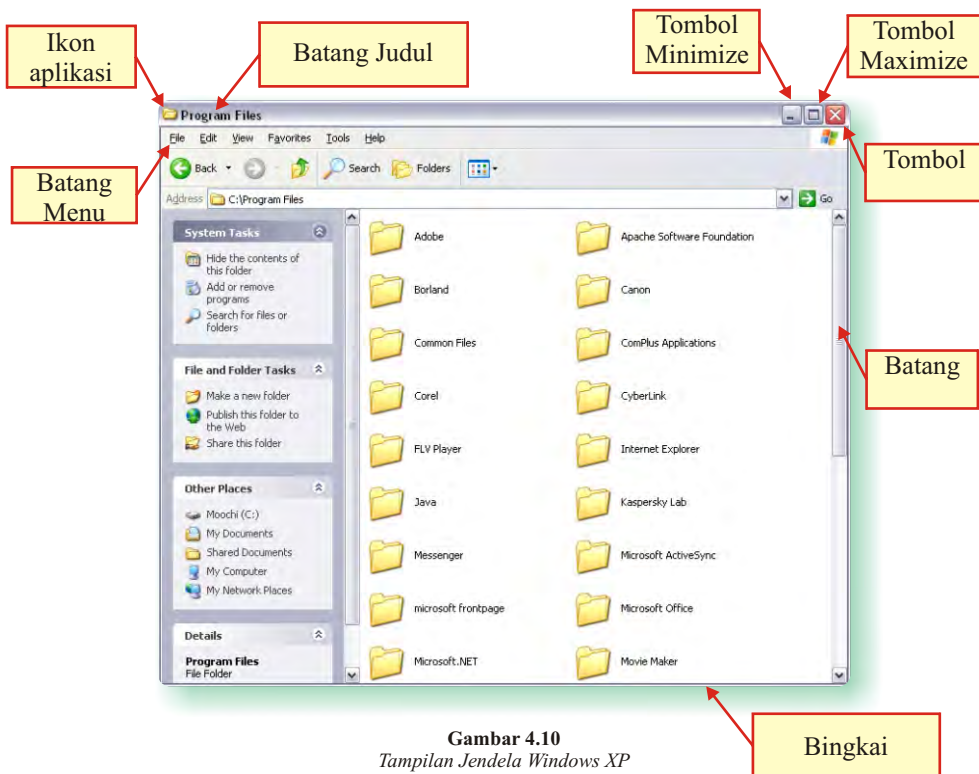 Ikon
aplikasi
Batang Judul
Tombol
Minimize
Tombol
Maximize
Program Files
File Edit View Favorites Tools Help
Tombol
Back Search Folders
Batang
Menu
Address C:\Program Files Go
System Tasks
Hide the contents of
this folder
Add or remove
programs
Search for files or
folders
File and Folder Tasks
Make a new folder
Publish this folder to
the Web
Share this folder
Other Places
Moochi (C:)
My Documents
Shared Documents
My Computer
My Network Places
Details
Program Files
File Folder
Adobe Apache Software Foundation
Borland Canon
Common Files ComPlus Applications
Corel CyberLink
FLV Player Internet Explorer
Java Kaspersky Lab
Messenger Microsoft ActiveSync
microsoft frontpage Microsoft Office
Microsoft.NET Movie Maker
Batang
Bingkai
Gambar 4.10
Tampilan Jendela Windows XP